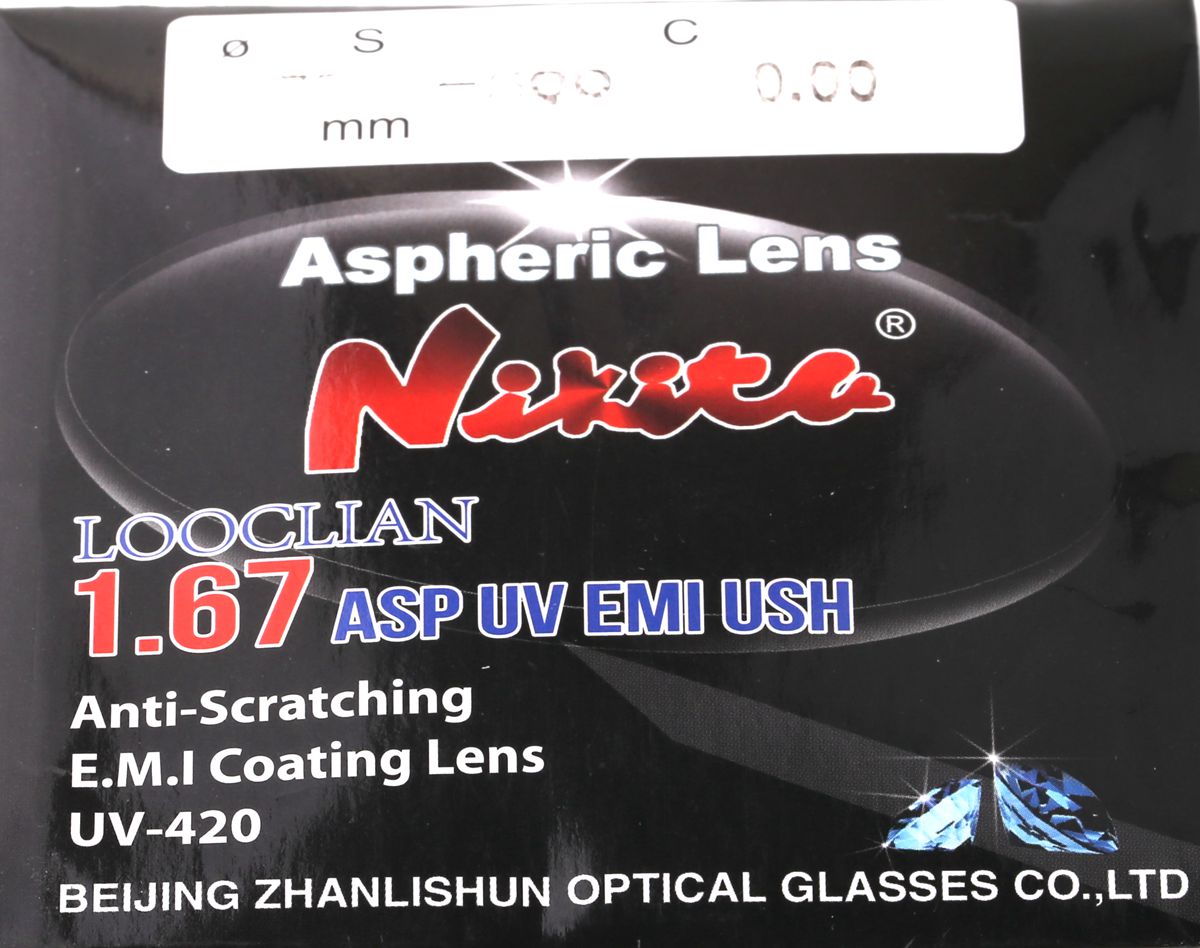 ø S C
0.00
mm
Aspheric Lens
Nikita ®
LOOCLIAN
1.67 ASP UV EMI USH
Anti-Scratching
E.M.I Coating Lens
UV-420
BEIJING ZHANLISHUN OPTICAL GLASSES CO.,LTD